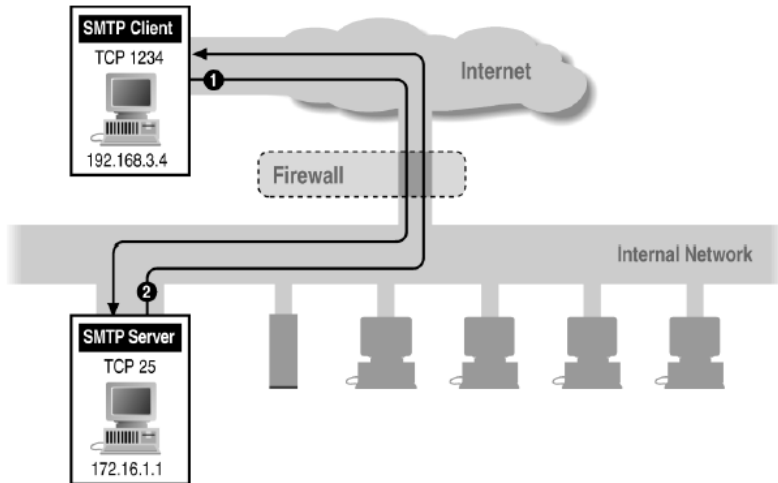 SMTP Client
TCP 1234
192.168.3.4
1
Internet
Firewall
Internal Network
2
SMTP Server
TCP 25
172.16.1.1